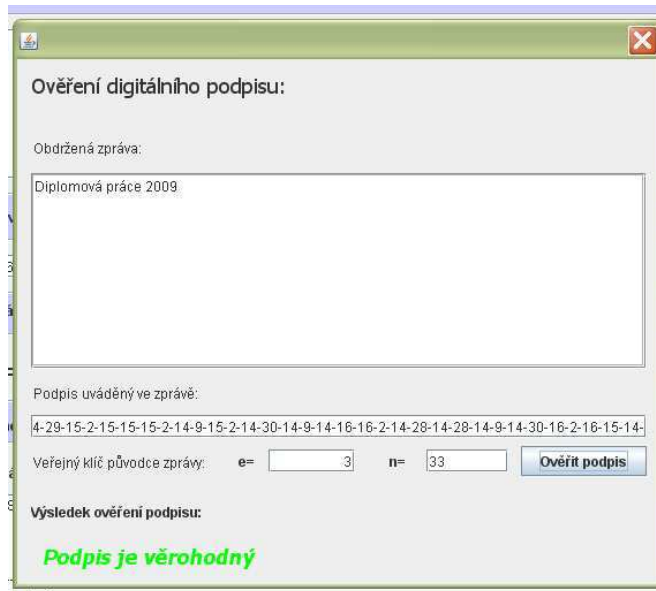 Ověření digitálního podpisu:
Obdržená zpráva:
Diplomová práce 2009
Podpis uváděný ve zprávě:
4-29-15-2-15-15-15-2-14-9-15-2-14-30-14-9-14-16-16-2-14-28-14-28-14-9-14-30-16-2-16-15-14-
Veřejný klíč původce zprávy: e= 3 n= 33 Ověřit podpis
Výsledek ověření podpisu:
Podpis je věrohodný